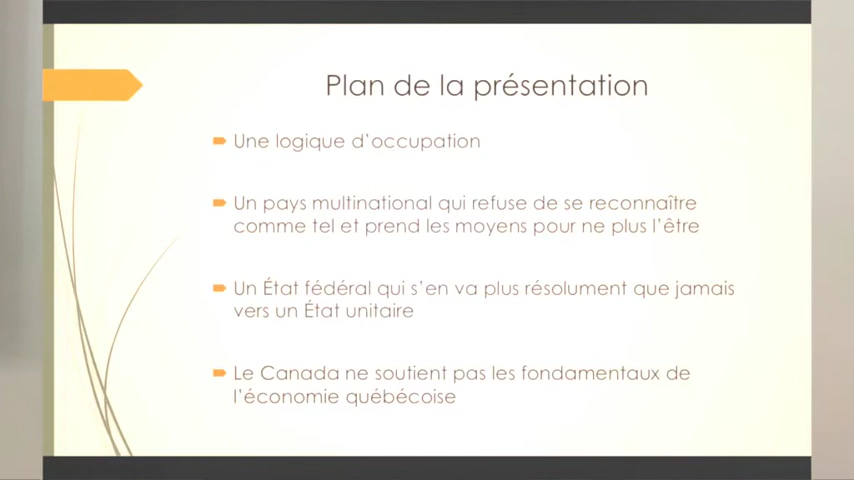 Plan de la présentation
Une logique d'occupation
Un pays multinational qui refuse de se reconnaître
comme tel et prend les moyens pour ne plus l'être
Un État fédéral qui s'en va plus résolument que jamais
vers un État unitaire
Le Canada ne soutient pas les fondamentaux de
l'économie québécoise